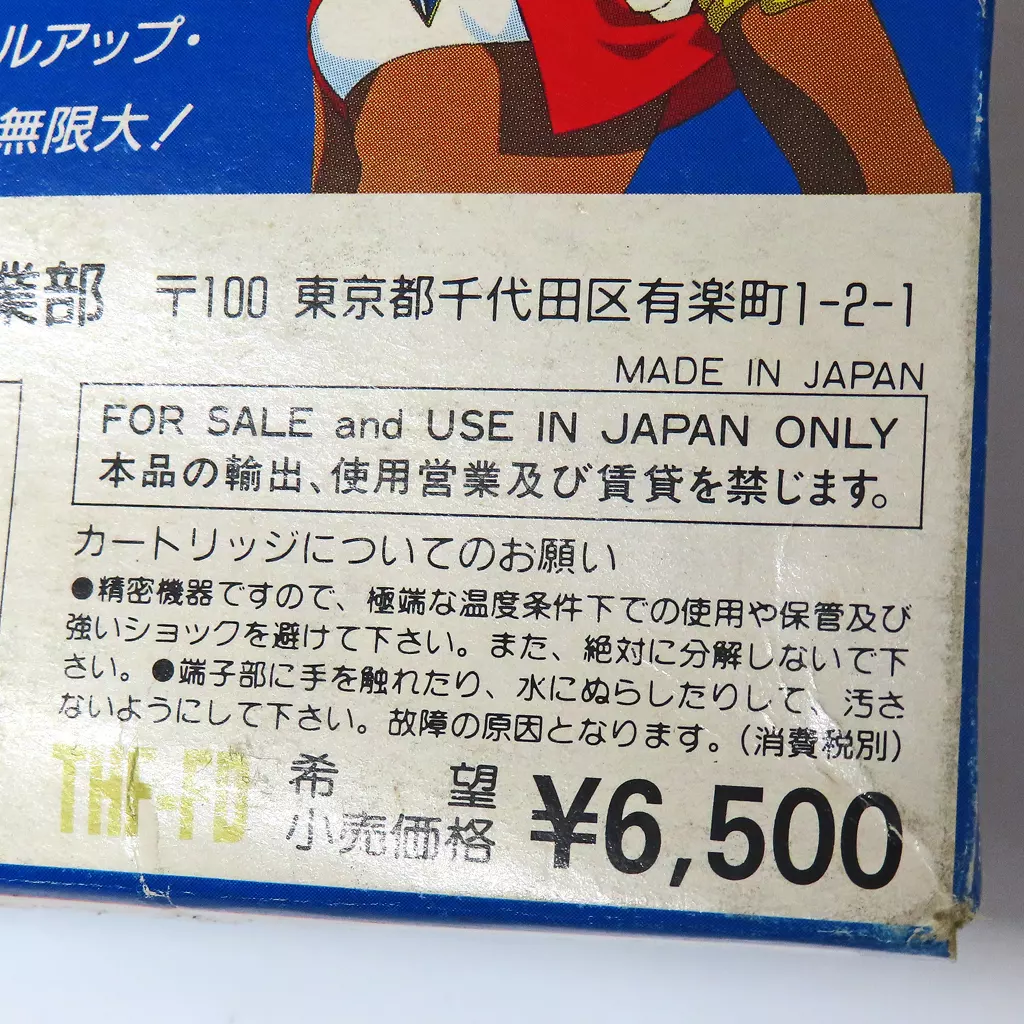 ルアップ・
無限大！
業部 〒100 東京都千代田区有楽町1-2-1
MADE IN JAPAN
FOR SALE and USE IN JAPAN ONLY
本品の輸出、使用営業及び賃貸を禁じます。
カートリッジについてのお願い
●精密機器ですので、極端な温度条件下での使用や保管及び
強いショックを避けて下さい。また、絶対に分解しないで下
さい。●端子部に手を触れたり、水にぬらしたりして、汚さ
ないようにして下さい。故障の原因となります。(消費税別)
THF-FD 希望
小売価格 ¥6,500